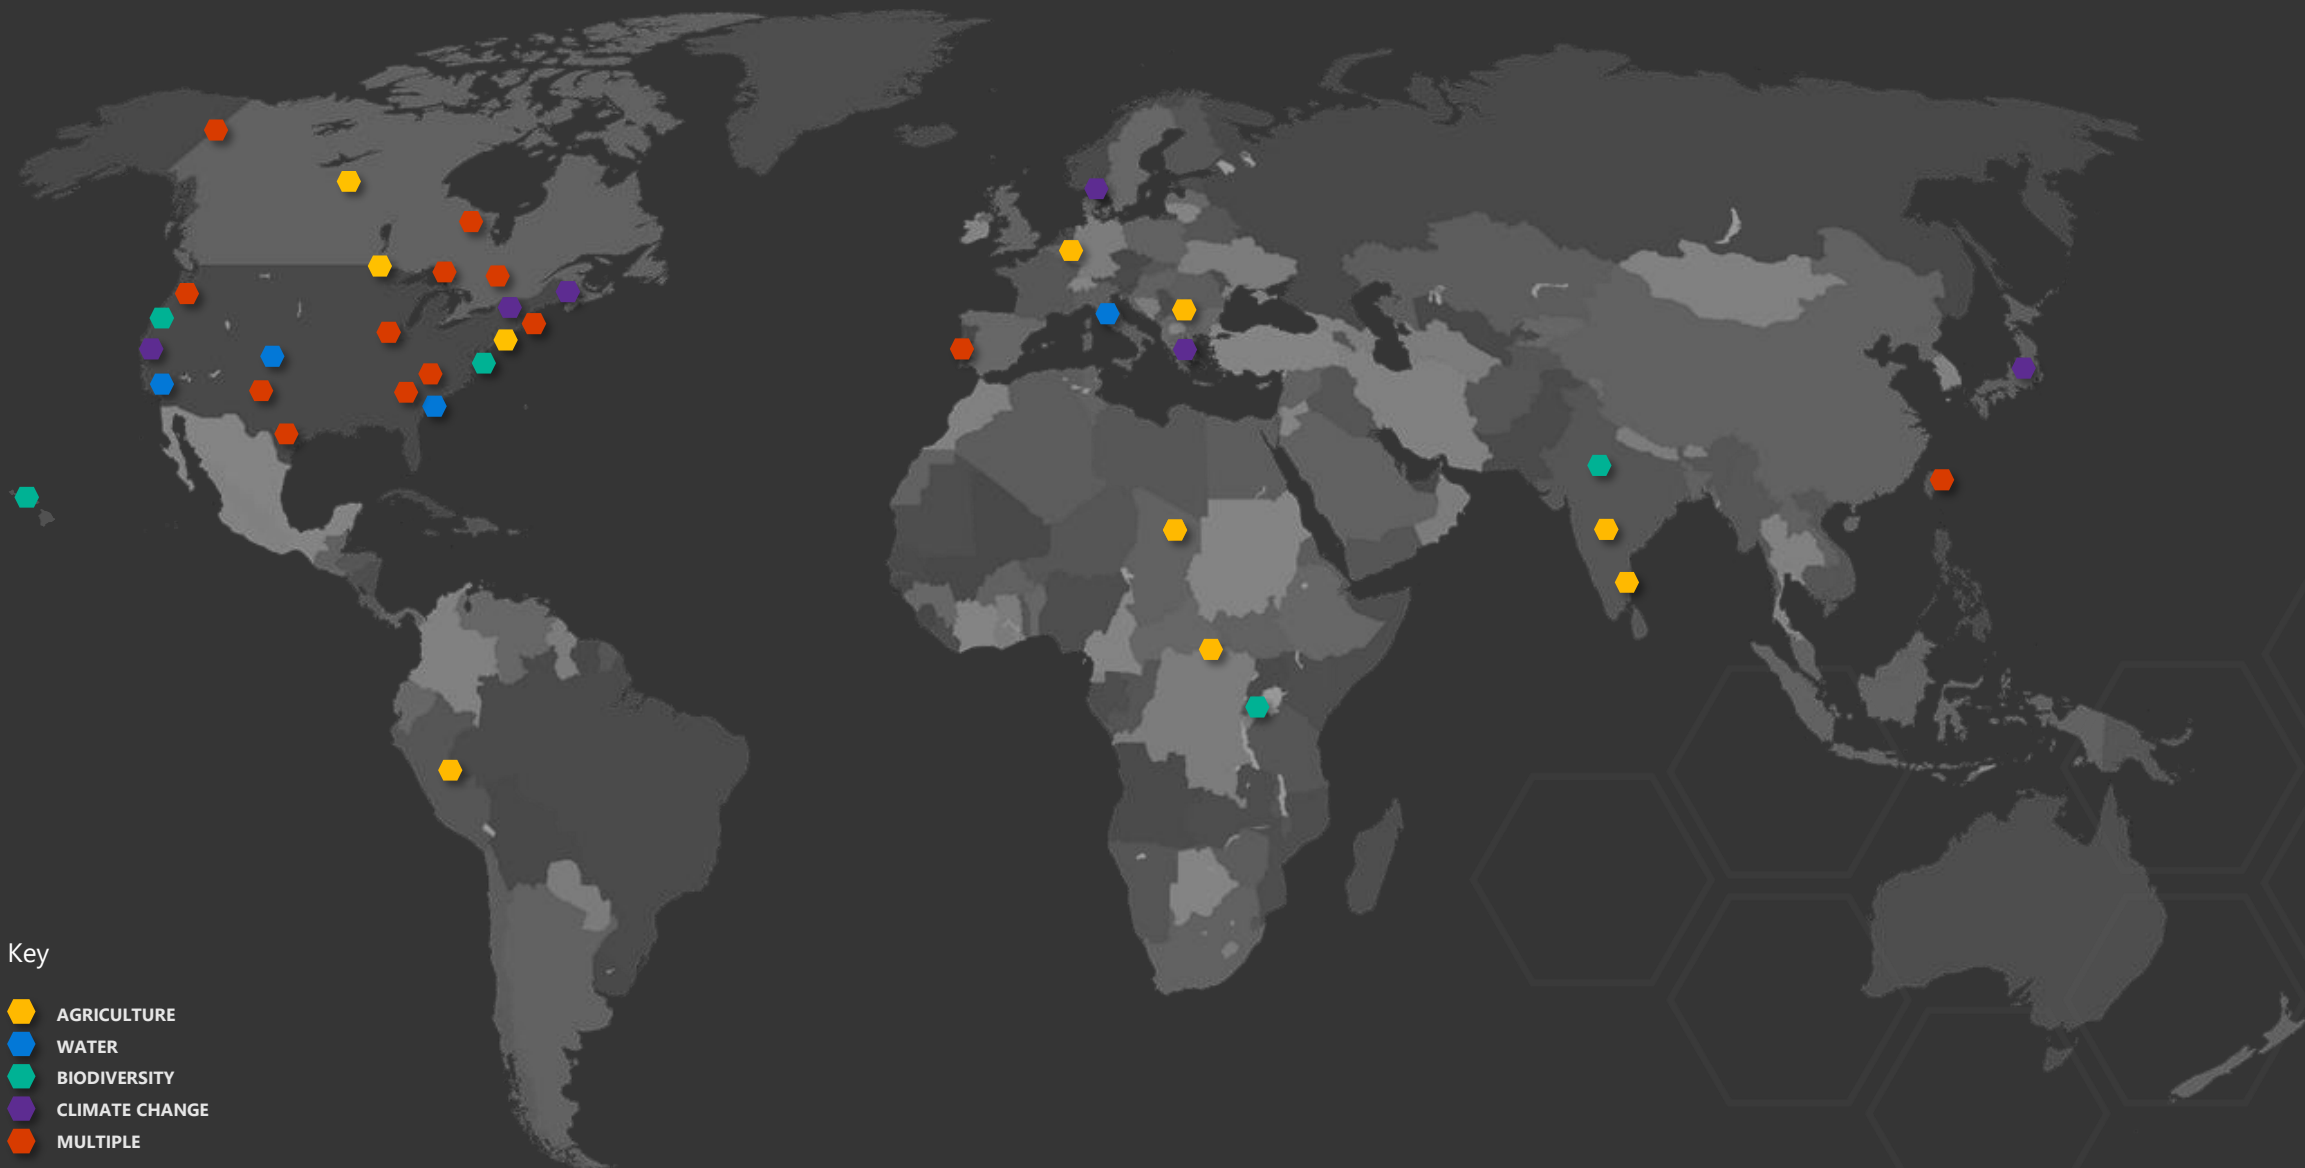 Key
AGRICULTURE
WATER
BIODIVERSITY
CLIMATE CHANGE
MULTIPLE